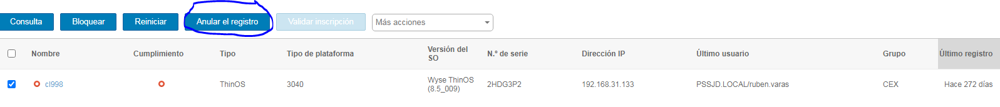 Consulta Bloquear Reiniciar Anular el registro Validar inscripción Más acciones
Nombre Cumplimiento Tipo Tipo de plataforma Versión del SO N.º de serie Dirección IP Último usuario Grupo Último registro
cl998 ThinOS 3040 Wyse ThinOS (8.5_009) 2HDG3P2 192.168.31.133 PSSJD.LOCAL/ruben.varas CEX Hace 272 días